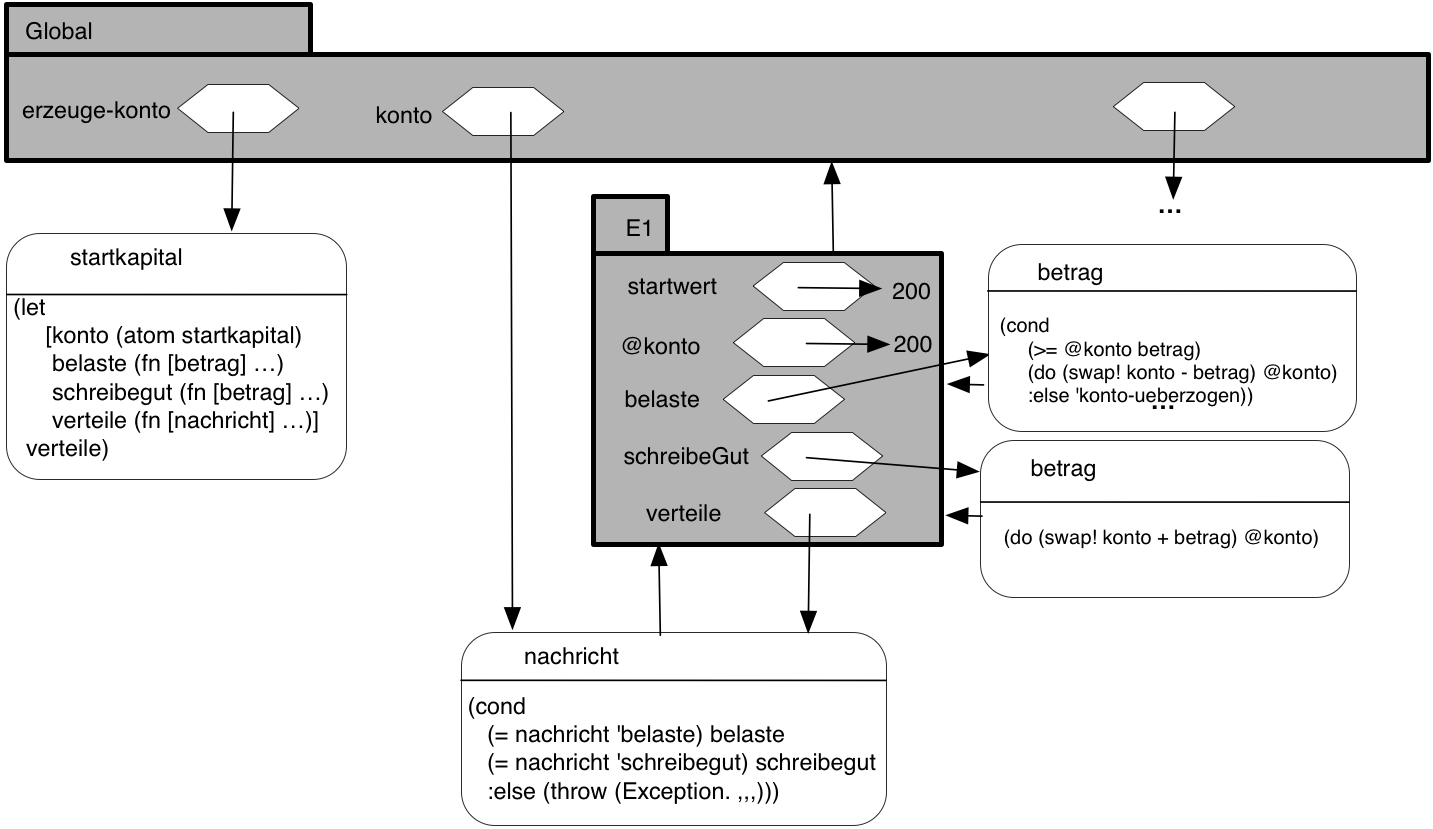 Global
erzeuge-konto
konto
...
startkapital
(let
[konto (atom startkapital)
belaste (fn [betrag] …)
schreibegut (fn [betrag] …)
verteile (fn [nachricht] …)]
verteile)
E1
startwert
200
@konto
200
belaste
schreibeGut
verteile
betrag
(cond
(>= @konto betrag)
(do (swap! konto - betrag) @konto)
:else 'konto-ueberzogen))
...
betrag
(do (swap! konto + betrag) @konto)
nachricht
(cond
(= nachricht 'belaste) belaste
(= nachricht 'schreibegut) schreibegut
:else (throw (Exception. ,,,)))